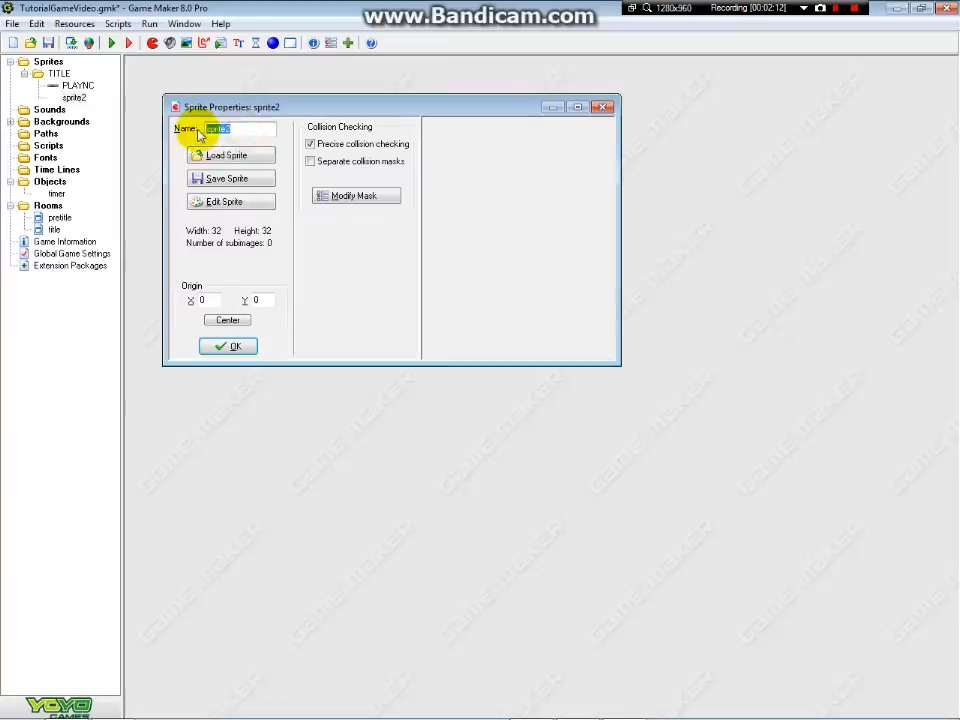 TutorialGameVideo.gmk* - Game Maker 8.0 Pro
www.Bandicam.com
1280x960
Recording [00:02:12]
File Edit Resources Scripts Run Window Help
Sprites
TITLE
PLAYNC
sprite2
Sounds
Backgrounds
Paths
Scripts
Fonts
Time Lines
Objects
timer
Rooms
pretitle
title
Game Information
Global Game Settings
Extension Packages
Sprite Properties: sprite2
Name: sprite2
Load Sprite
Save Sprite
Edit Sprite
Width: 32 Height: 32
Number of subimages: 0
Origin
X 0 Y 0
Center
OK
Collision Checking
Precise collision checking
Separate collision masks
Modify Mask
GAME MAKER
YOYO
GAMES